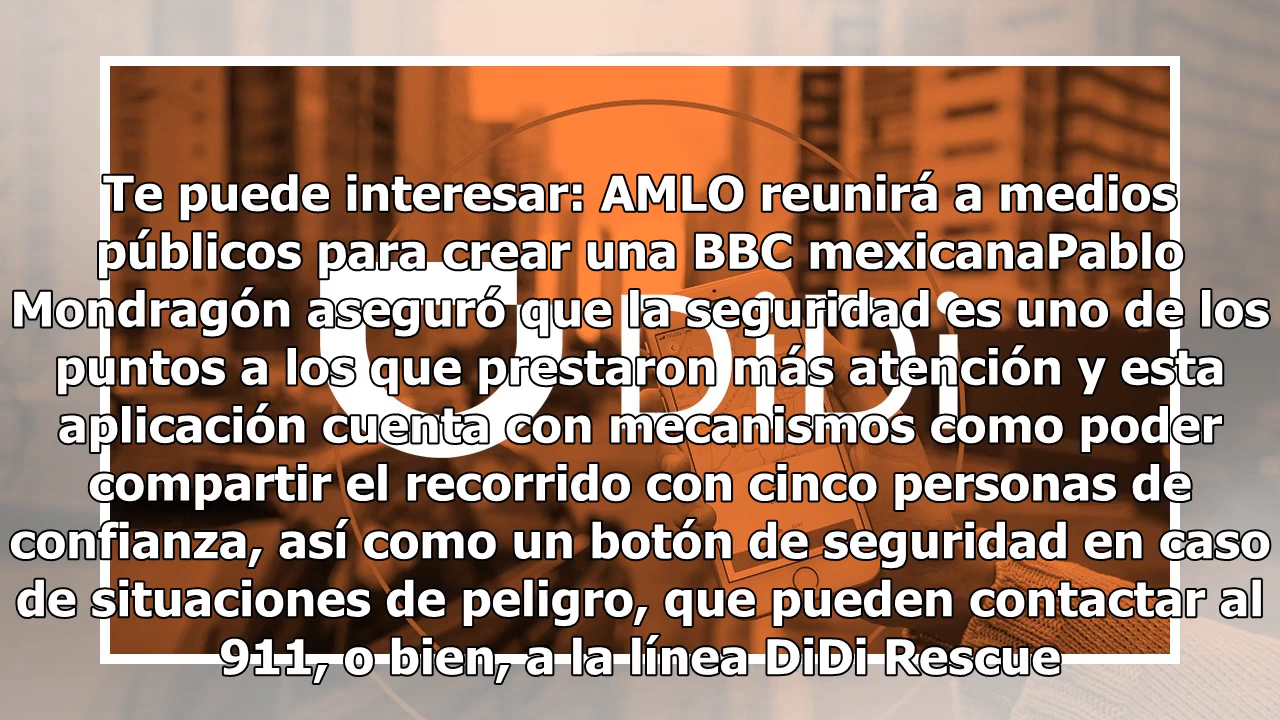 Te puede interesar: AMLO reunirá a medios
públicos para crear una BBC mexicanaPablo
Mondragón aseguró que la seguridad es uno de los
puntos a los que prestaron más atención y esta
aplicación cuenta con mecanismos como poder
compartir el recorrido con cinco personas de
confianza, así como un botón de seguridad en caso
de situaciones de peligro, que pueden contactar al
911, o bien, a la línea DiDi Rescue
DiDi